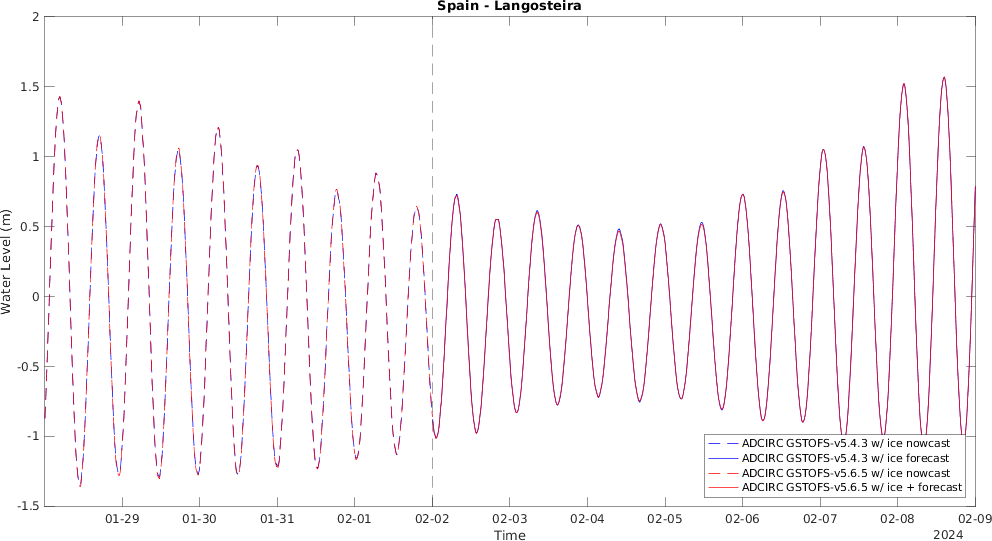 Spain - Langosteira
2
1.5
1
0.5
0
-0.5
-1
-1.5
Water Level (m)
ADCIRC GSTOFS-v5.4.3 w/ ice nowcast
ADCIRC GSTOFS-v5.4.3 w/ ice forecast
ADCIRC GSTOFS-v5.6.5 w/ ice nowcast
ADCIRC GSTOFS-v5.6.5 w/ ice + forecast
01-29 01-30 01-31 02-01 02-02 02-03 02-04 02-05 02-06 02-07 02-08 02-09
Time
2024